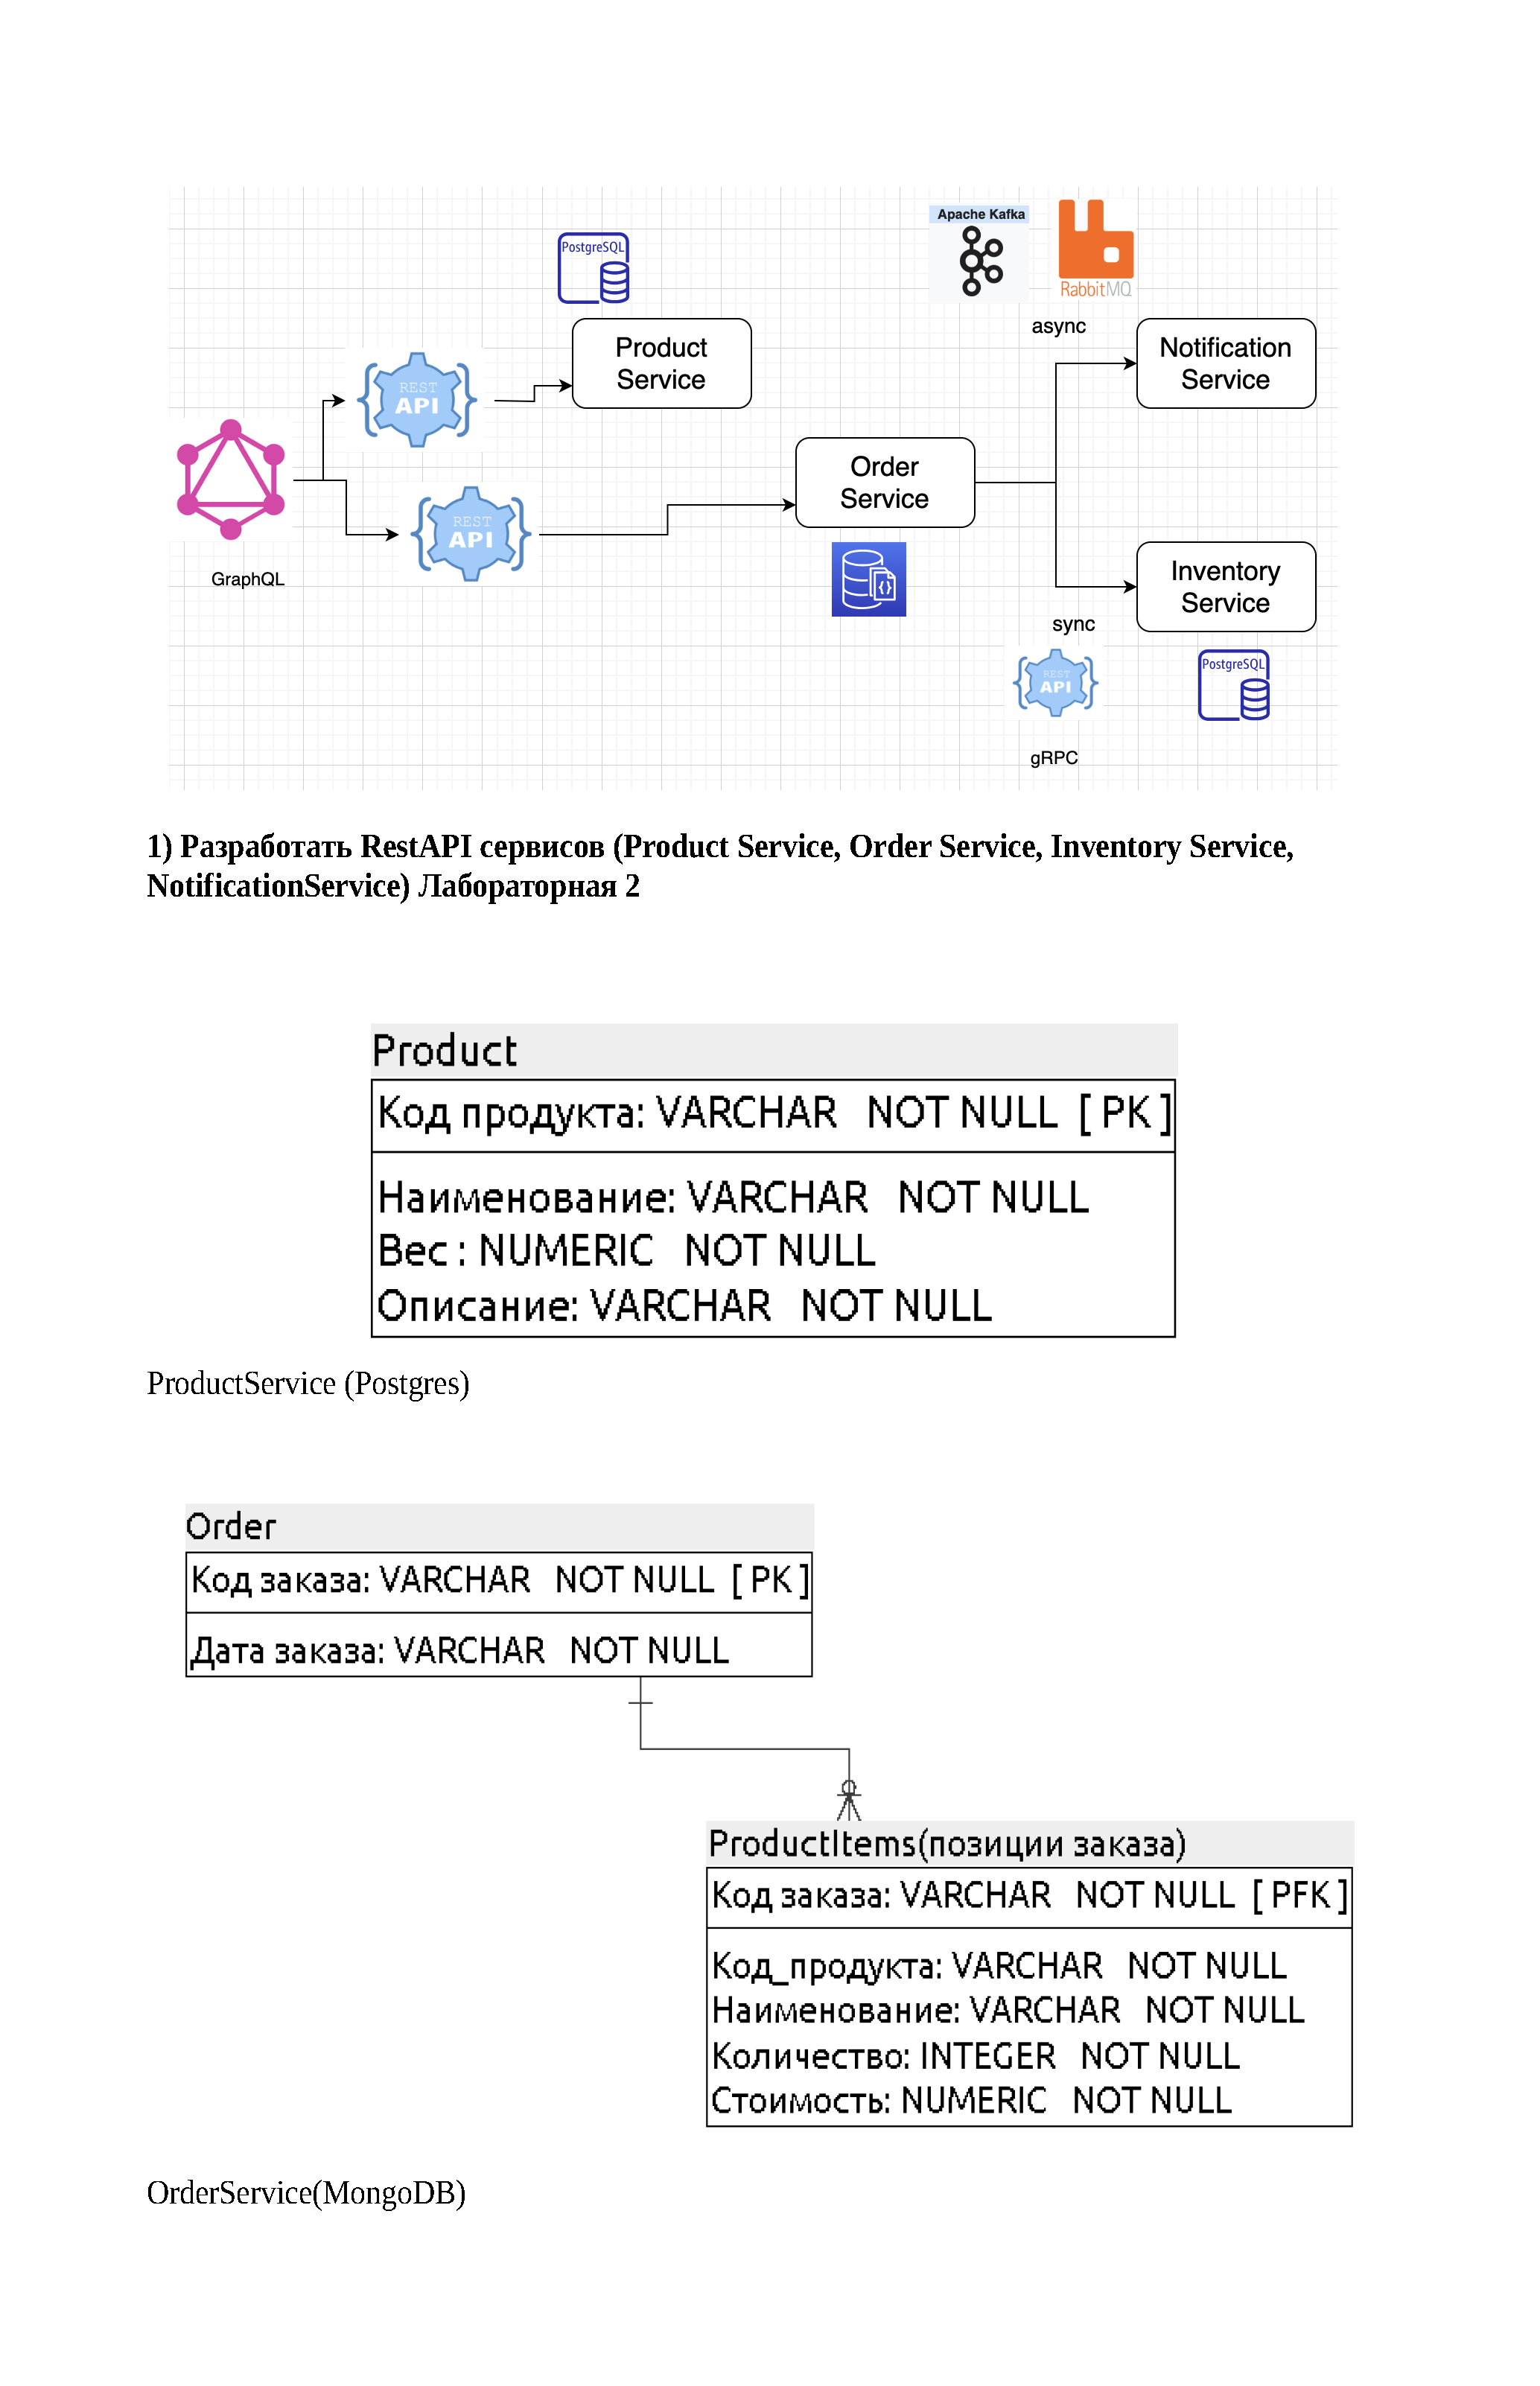 Apache Kafka
RabbitMQ
PostgreSQL
async
Product
Service
Notification
Service
REST
API
Order
Service
REST
API
GraphQL
Inventory
Service
sync
REST
API
PostgreSQL
gRPC
1) Разработать RestAPI сервисов (Product Service, Order Service, Inventory Service,
NotificationService) Лабораторная 2
Product
Код продукта: VARCHAR NOT NULL [ PK ]
Наименование: VARCHAR NOT NULL
Вес : NUMERIC NOT NULL
Описание: VARCHAR NOT NULL
ProductService (Postgres)
Order
Код заказа: VARCHAR NOT NULL [ PK ]
Дата заказа: VARCHAR NOT NULL
ProductItems(позиции заказа)
Код заказа: VARCHAR NOT NULL [ PFK ]
Код_продукта: VARCHAR NOT NULL
Наименование: VARCHAR NOT NULL
Количество: INTEGER NOT NULL
Стоимость: NUMERIC NOT NULL
OrderService(MongoDB)